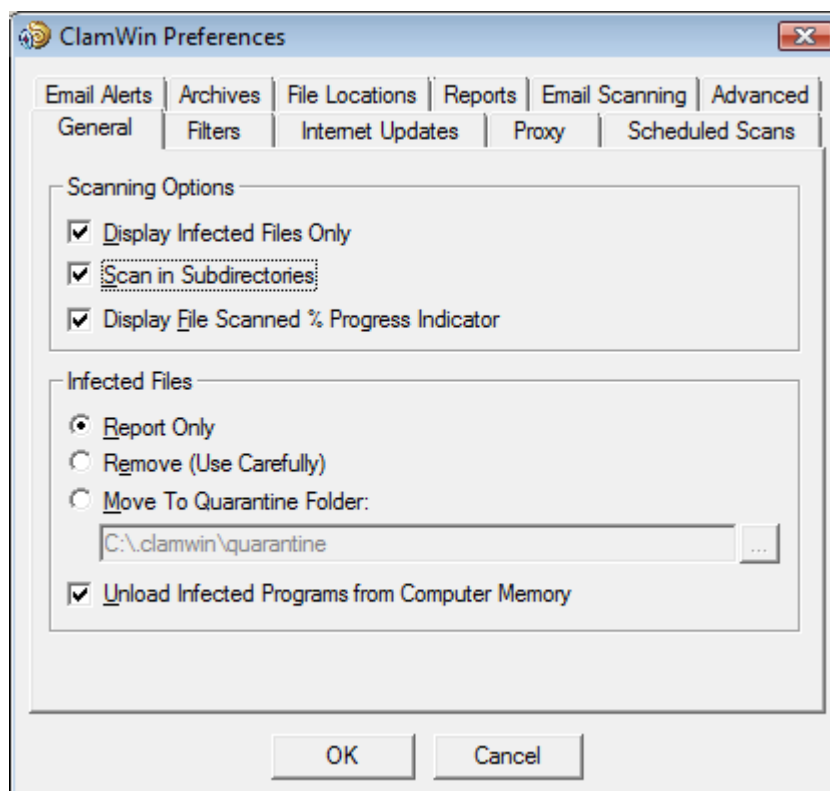 ClamWin Preferences
Email Alerts Archives File Locations Reports Email Scanning Advanced
General Filters Internet Updates Proxy Scheduled Scans
Scanning Options
Display Infected Files Only
Scan in Subdirectories
Display File Scanned % Progress Indicator
Infected Files
Report Only
Remove (Use Carefully)
Move To Quarantine Folder:
C:\.clamwin\quarantine ...
Unload Infected Programs from Computer Memory
OK Cancel